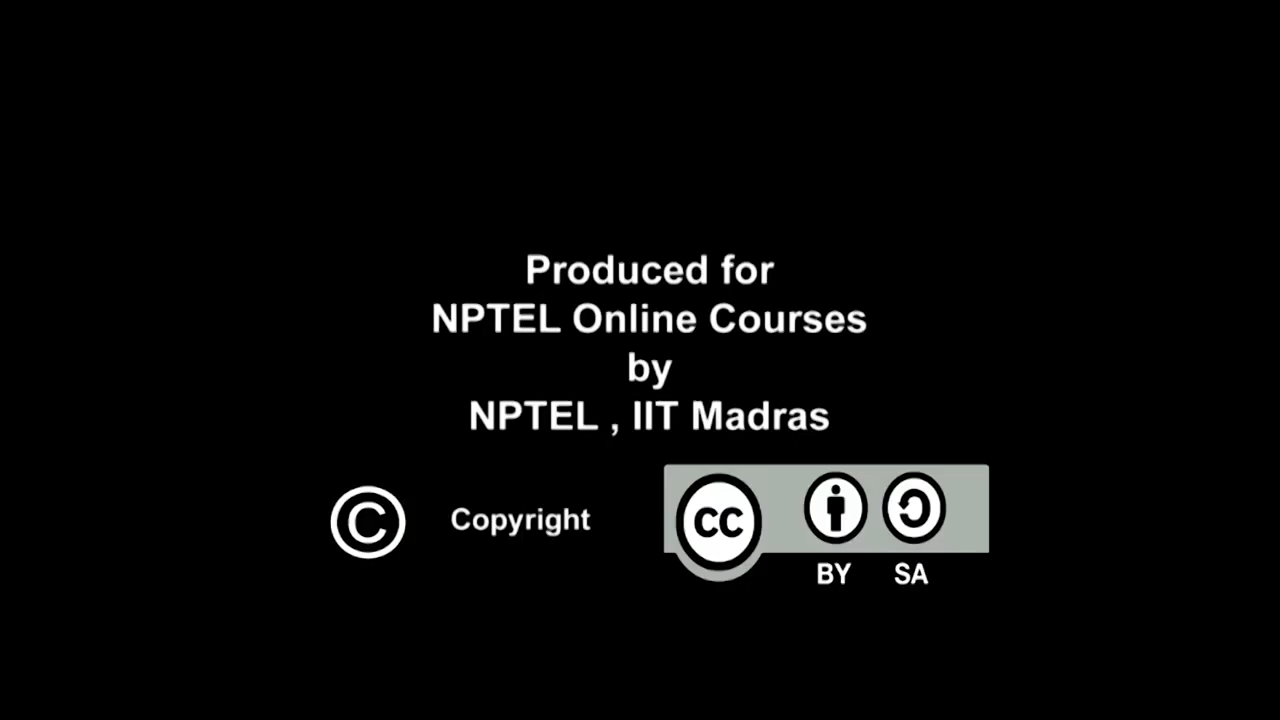 Produced for
NPTEL Online Courses
by
NPTEL , IIT Madras
© Copyright
cc
BY SA